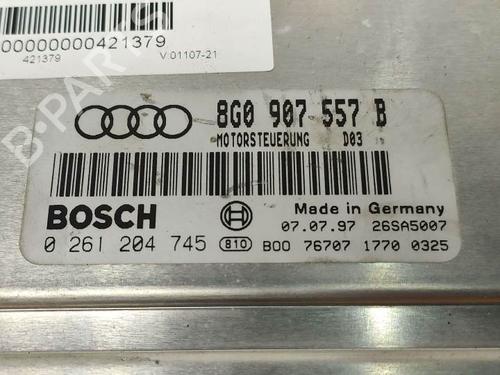 0000000000421379
421379 V:01107-21
8G0 907 557 B
MOTORSTEUERUNG D03
BOSCH
Made in Germany
07.07.97 26SA5007
0 261 204 745 810 B00 76707 1770 0325
B-PARTS